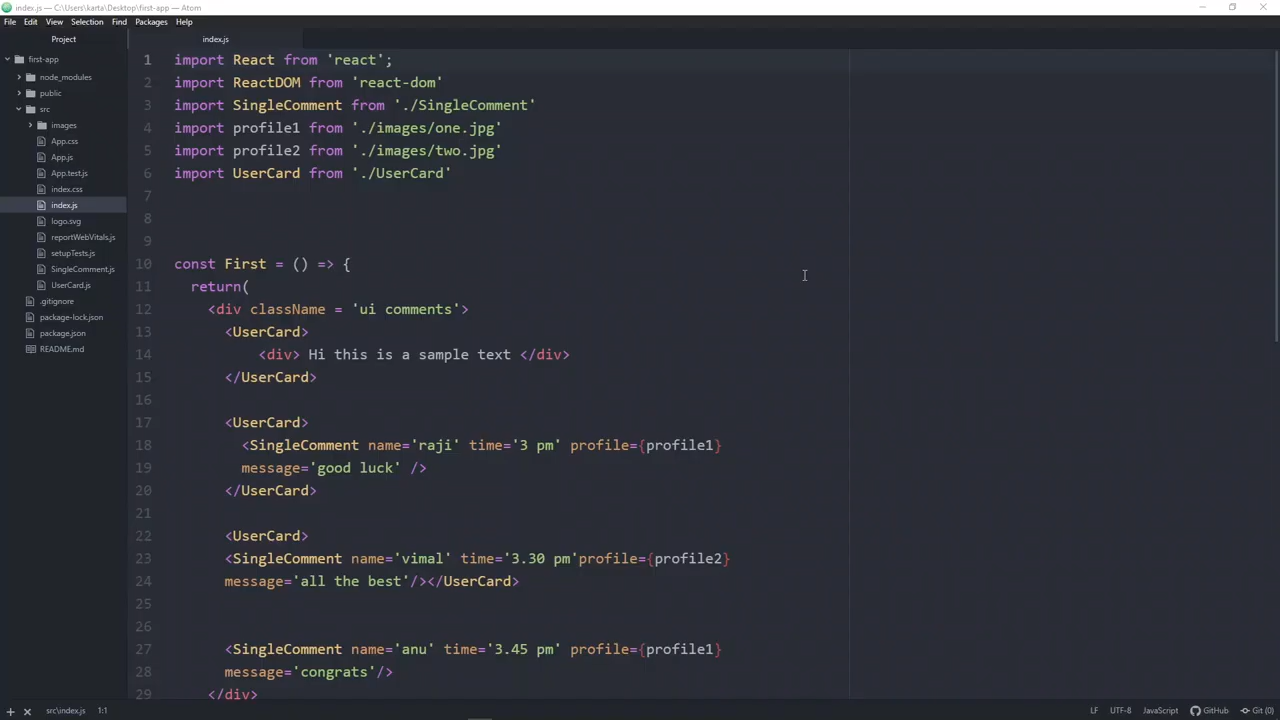 index.js — C:\Users\karta\Desktop\first-app — Atom
File Edit View Selection Find Packages Help
Project
index.js
first-app
node_modules
public
src
images
App.css
App.js
App.test.js
index.css
index.js
logo.svg
reportWebVitals.js
setupTests.js
SingleComment.js
UserCard.js
.gitignore
package-lock.json
package.json
README.md
1 import React from 'react';
2 import ReactDOM from 'react-dom'
3 import SingleComment from './SingleComment'
4 import profile1 from './images/one.jpg'
5 import profile2 from './images/two.jpg'
6 import UserCard from './UserCard'
7
8
9
10 const First = () => {
11 return(
12 <div className = 'ui comments'>
13 <UserCard>
14 <div> Hi this is a sample text </div>
15 </UserCard>
16
17 <UserCard>
18 <SingleComment name='raji' time='3 pm' profile={profile1}
19 message='good luck' />
20 </UserCard>
21
22 <UserCard>
23 <SingleComment name='vimal' time='3.30 pm'profile={profile2}
24 message='all the best'/></UserCard>
25
26
27 <SingleComment name='anu' time='3.45 pm' profile={profile1}
28 message='congrats'/>
29 </div>
src\index.js 1:1 LF UTF-8 JavaScript GitHub Git (0)